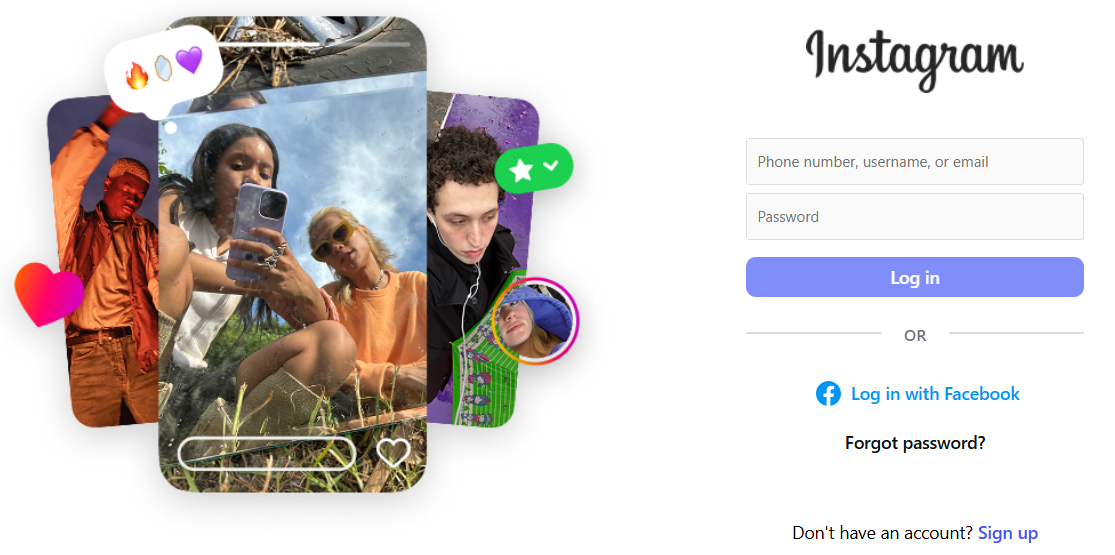 Instagram
Phone number, username, or email
Password
Log in
OR
Log in with Facebook
Forgot password?
Don't have an account? Sign up